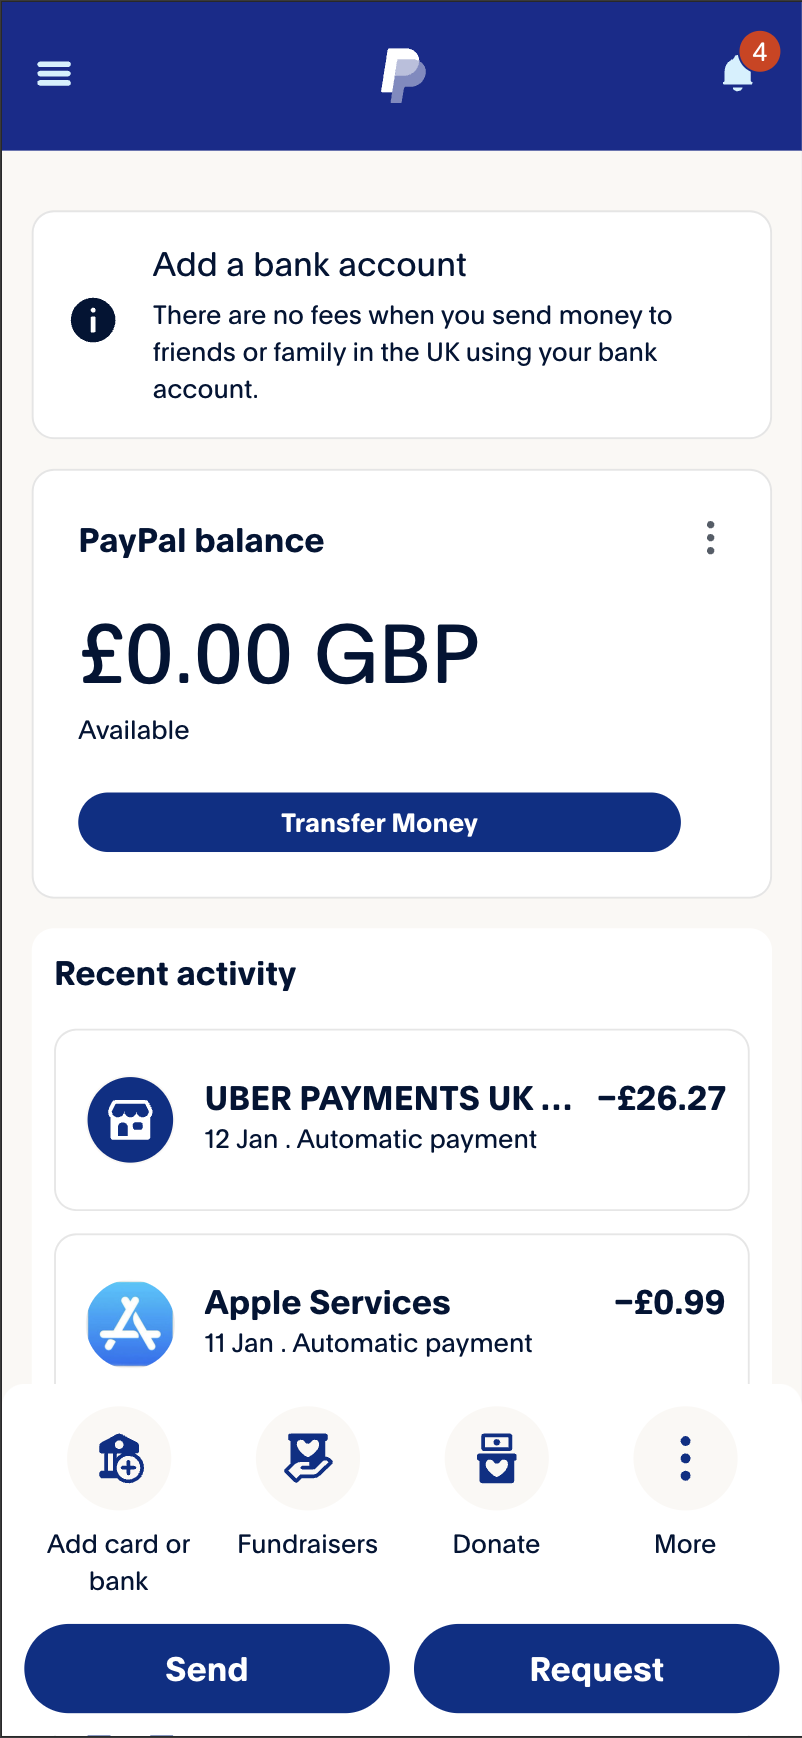 4
Add a bank account
There are no fees when you send money to
friends or family in the UK using your bank
account.
PayPal balance
£0.00 GBP
Available
Transfer Money
Recent activity
UBER PAYMENTS UK ... −£26.27
12 Jan . Automatic payment
Apple Services −£0.99
11 Jan . Automatic payment
Add card or
bank
Fundraisers
Donate
More
Send
Request